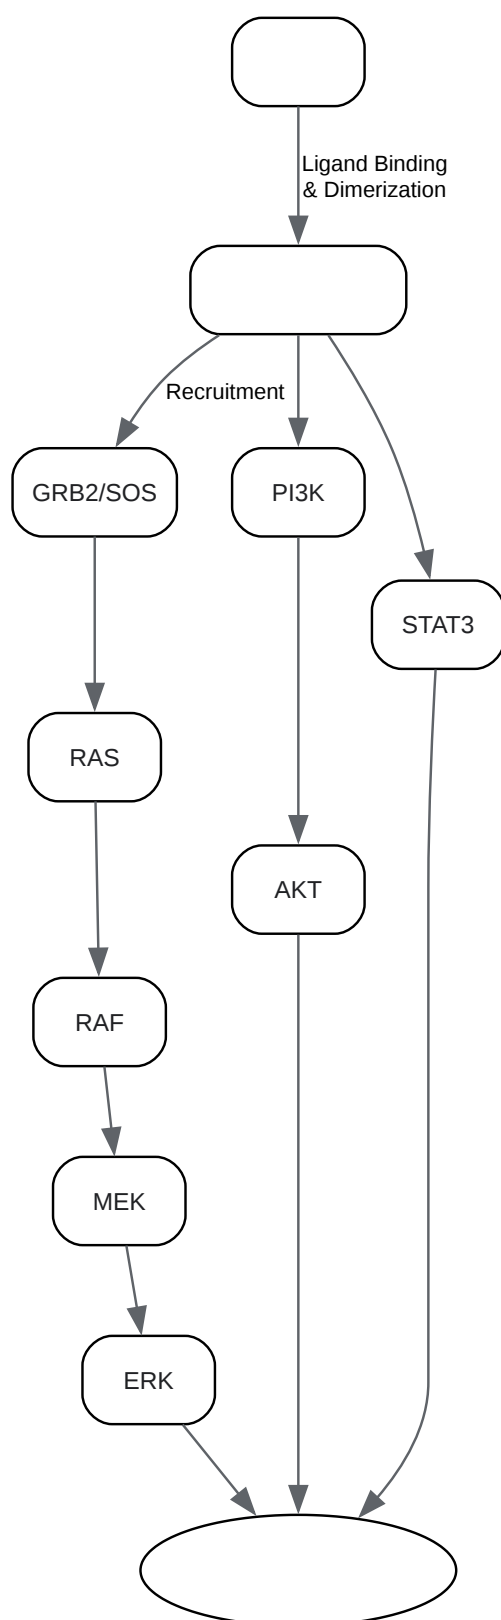 Ligand Binding
& Dimerization
Recruitment
GRB2/SOS
PI3K
STAT3
RAS
AKT
RAF
MEK
ERK